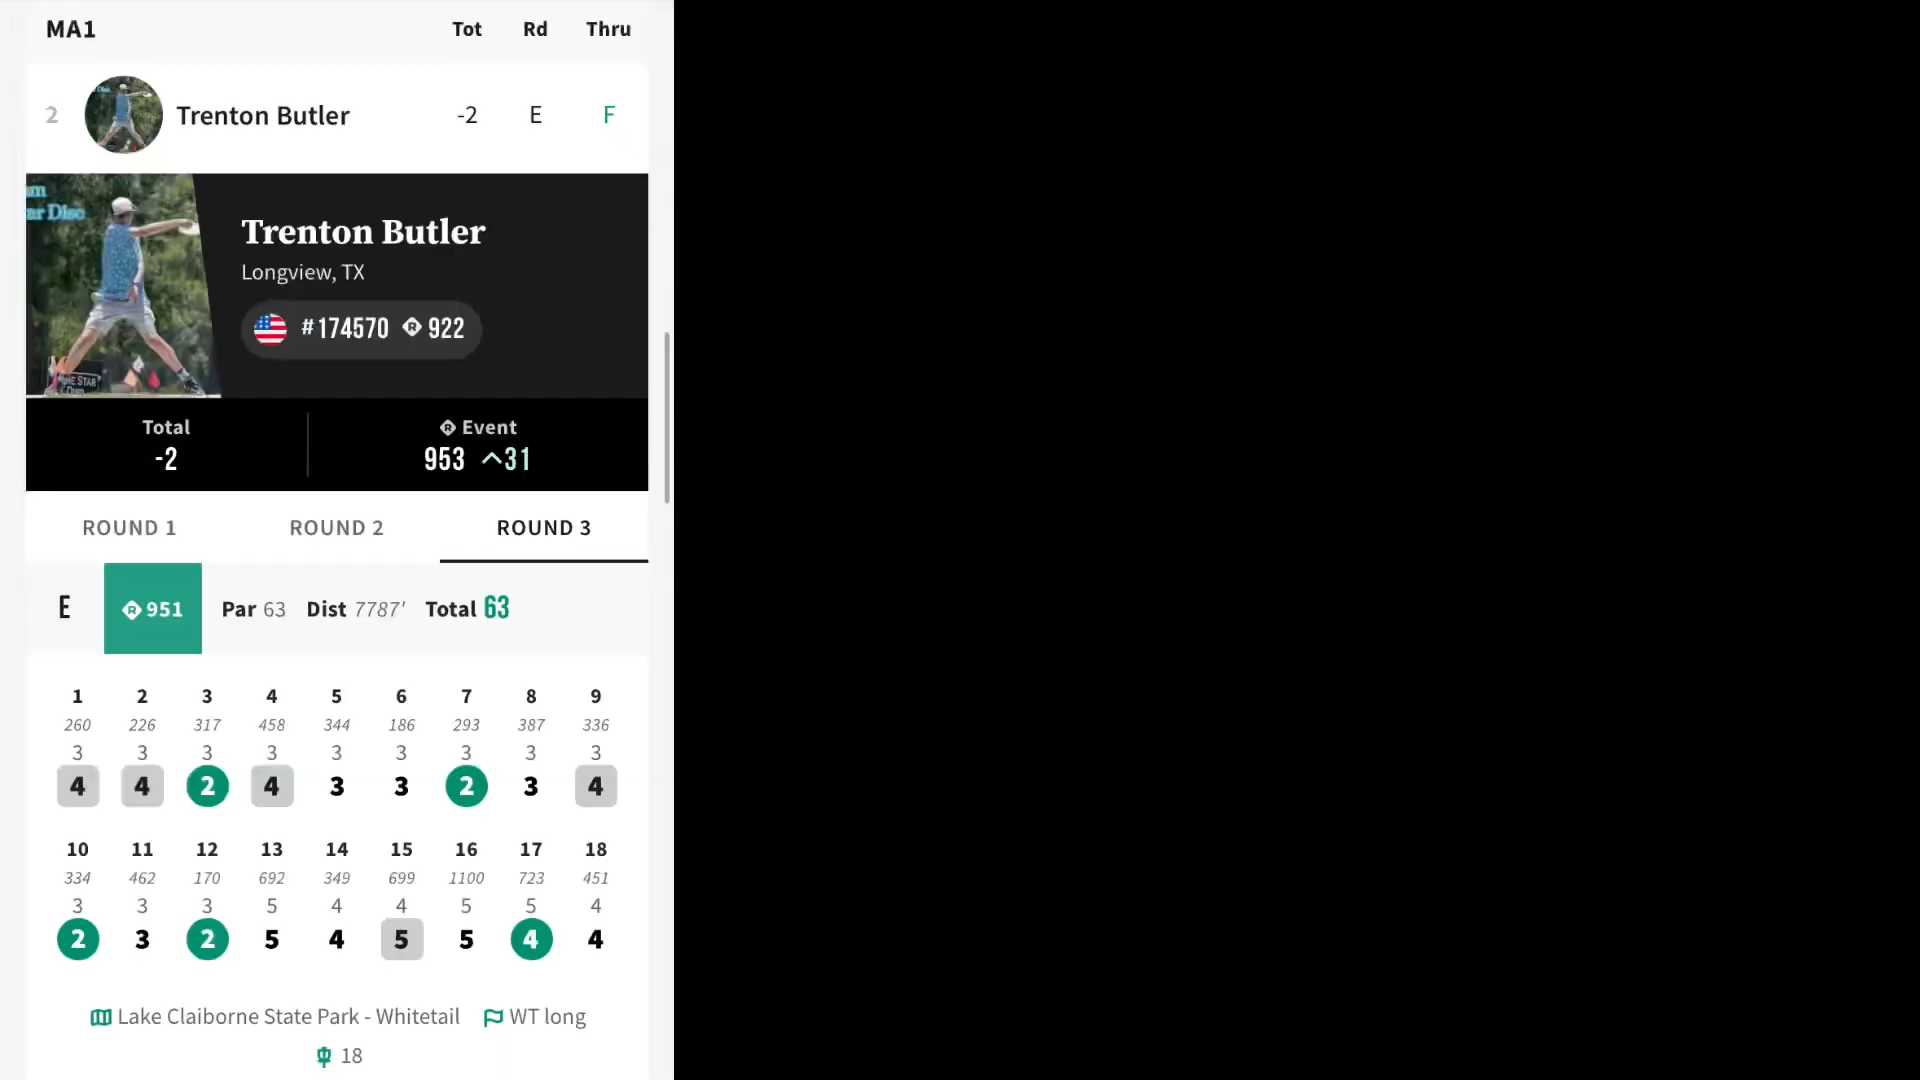 MA1 Tot Rd Thru
2 Trenton Butler -2 E F
Trenton Butler
Longview, TX
#174570 R 922
Total R Event
-2 953 31
ROUND 1 ROUND 2 ROUND 3
E R 951 Par 63 Dist 7787' Total 63
1 2 3 4 5 6 7 8 9
260 226 317 458 344 186 293 387 336
3 3 3 3 3 3 3 3 3
4 4 2 4 3 3 2 3 4
10 11 12 13 14 15 16 17 18
334 462 170 692 349 699 1100 723 451
3 3 3 5 4 4 5 5 4
2 3 2 5 4 5 5 4 4
Lake Claiborne State Park - Whitetail WT long
18